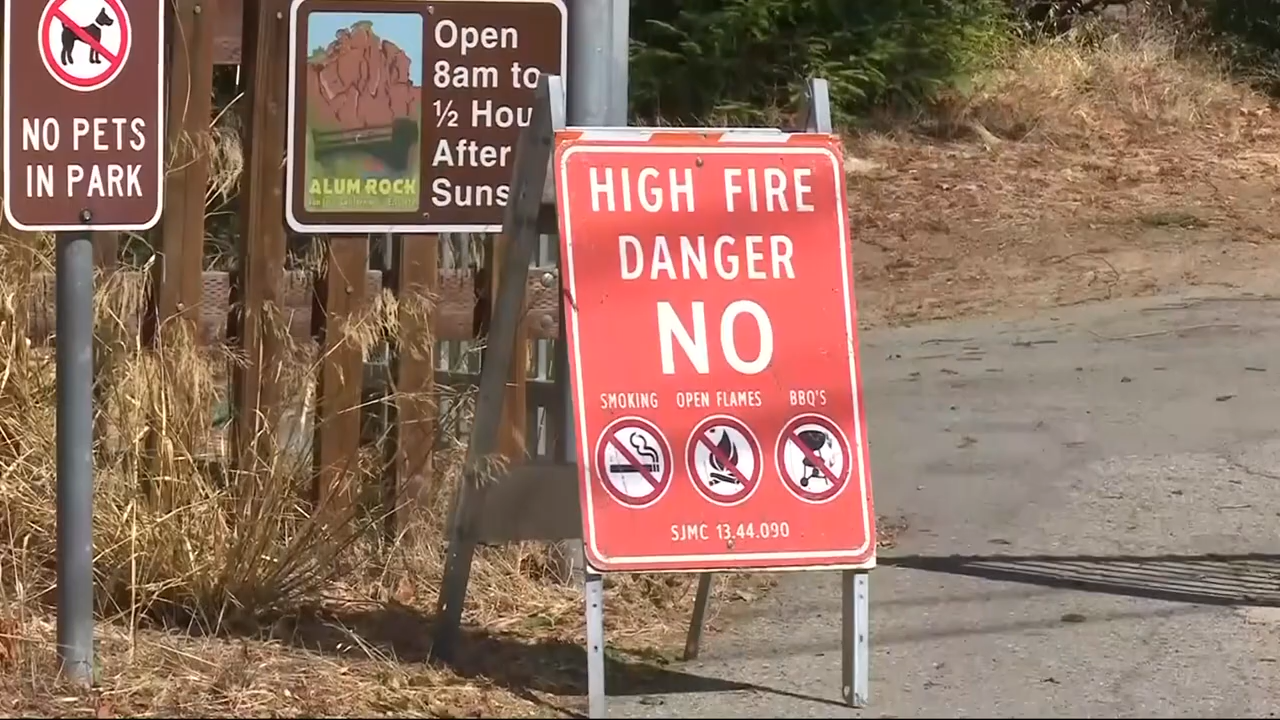 NO PETS
IN PARK
ALUM ROCK
Open
8am to
½ Hou
After
Suns
HIGH FIRE
DANGER
NO
SMOKING OPEN FLAMES BBQ'S
SJMC 13.44.090